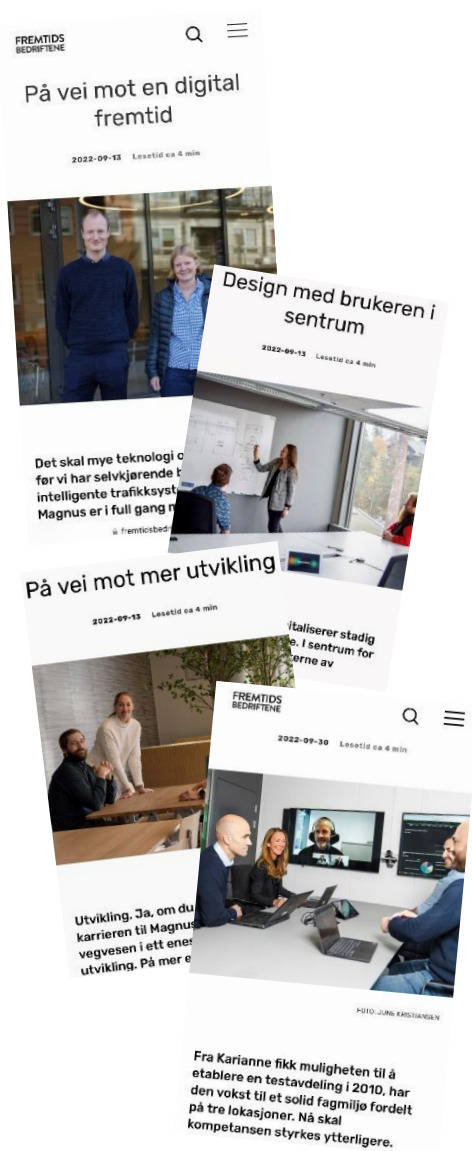 FREMTIDS
BEDRIFTENE
På vei mot en digital
fremtid
2022-09-13 Lesetid ca 4 min
Det skal mye teknologi
før vi har selvkjørende
intelligente
Magnus er i full gang
Design med brukeren i
sentrum
2022-09-13 Lesetid ca 4 min
stadig
I sentrum for
av
På vei mot mer utvikling
2022-09-13 Lesetid ca 4 min
Utvikling. Ja, om du
karrieren til Magnus
vegvesen i ett
utvikling. På mer
FREMTIDS
BEDRIFTENE
2022-09-30 Lesetid ca 4 min
FOTO: JUNE KRISTIANSEN
Fra Karianne fikk muligheten til å
etablere en testavdeling i 2010, har
den vokst til et solid fagmiljø fordelt
på tre lokasjoner. Nå skal
kompetansen styrkes ytterligere.